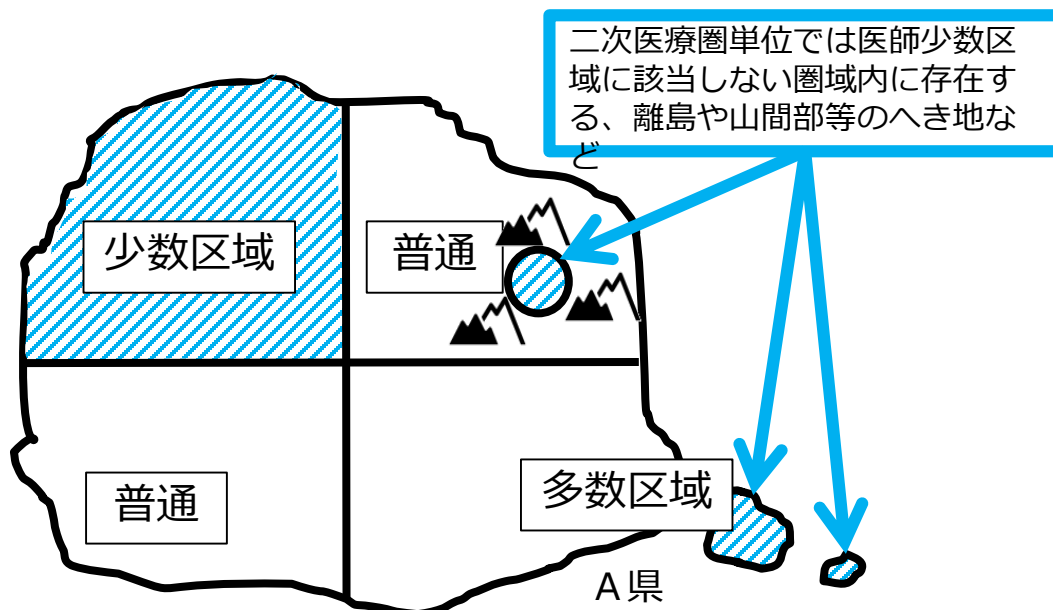 二次医療圏単位では医師少数区
域に該当しない圏域内に存在す
る、離島や山間部等のへき地な
ど
少数区域
普通
普通
多数区域
A県